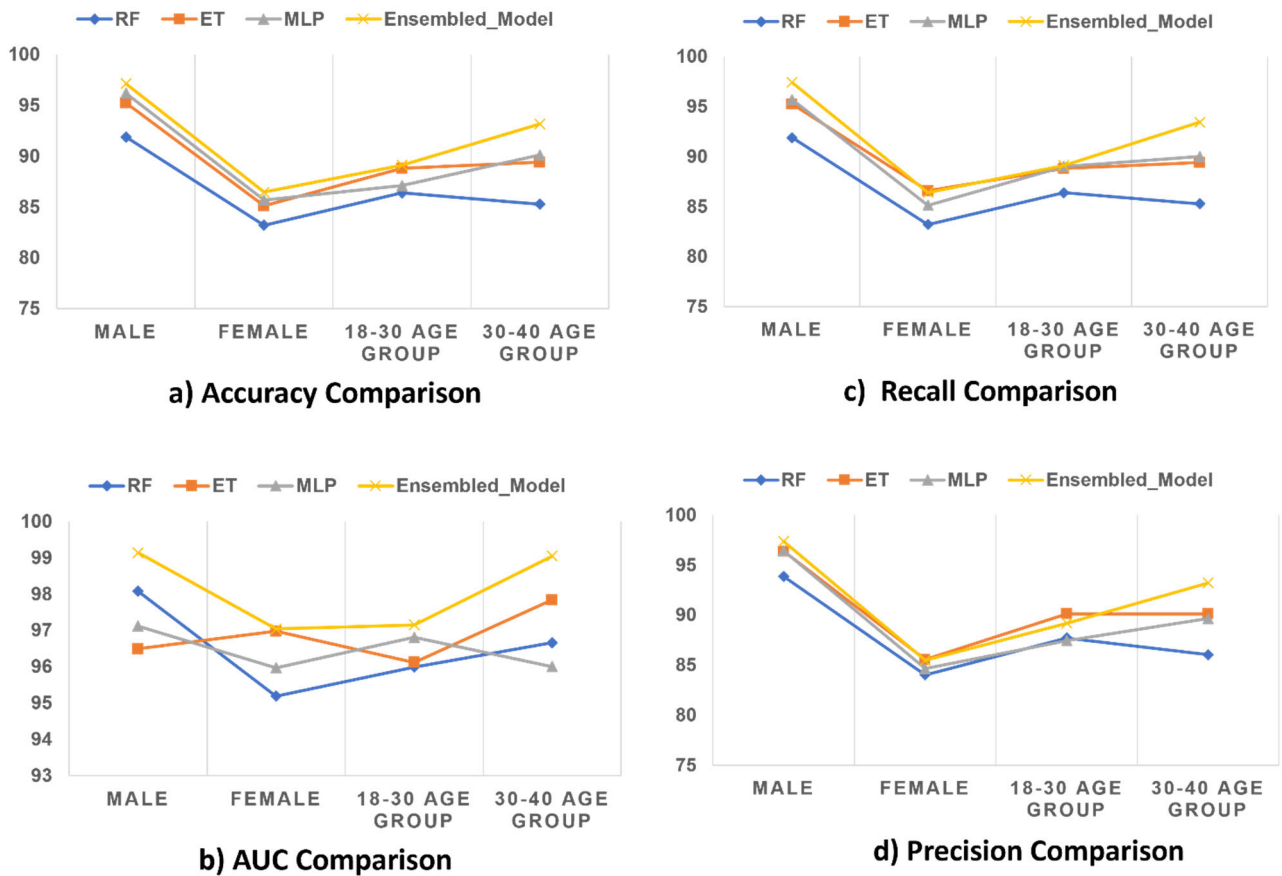 RF ET MLP Ensembled_Model
100
95
90
85
80
75
MALE FEMALE 18-30 AGE GROUP 30-40 AGE GROUP
a) Accuracy Comparison
RF ET MLP Ensembled_Model
100
95
90
85
80
75
MALE FEMALE 18-30 AGE GROUP 30-40 AGE GROUP
c) Recall Comparison
RF ET MLP Ensembled_Model
100
99
98
97
96
95
94
93
MALE FEMALE 18-30 AGE GROUP 30-40 AGE GROUP
b) AUC Comparison
RF ET MLP Ensembled_Model
100
95
90
85
80
75
MALE FEMALE 18-30 AGE GROUP 30-40 AGE GROUP
d) Precision Comparison